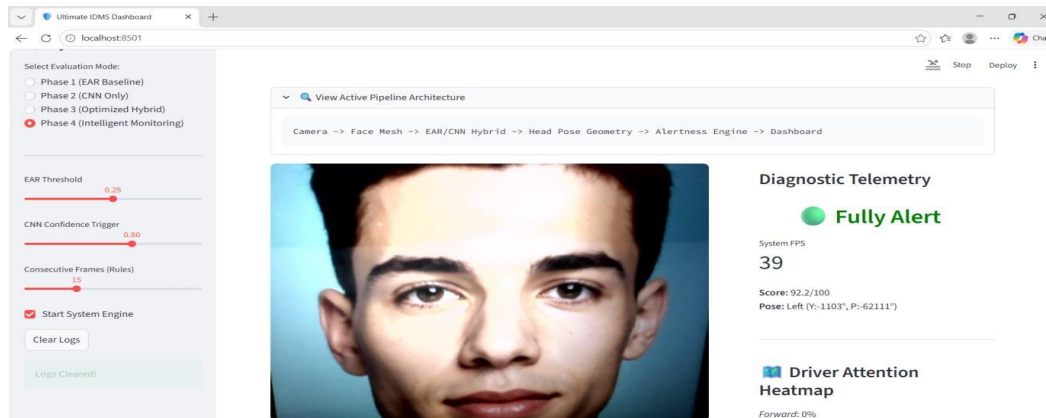 Ultimate IDMS Dashboard
localhost:8501
Stop Deploy
Select Evaluation Mode:
Phase 1 (EAR Baseline)
Phase 2 (CNN Only)
Phase 3 (Optimized Hybrid)
Phase 4 (Intelligent Monitoring)
EAR Threshold
0.25
CNN Confidence Trigger
0.80
Consecutive Frames (Rules)
15
Start System Engine
Clear Logs
Logs Cleared!
View Active Pipeline Architecture
Camera -> Face Mesh -> EAR/CNN Hybrid -> Head Pose Geometry -> Alertness Engine -> Dashboard
Diagnostic Telemetry
Fully Alert
System FPS
39
Score: 92.2/100
Pose: Left (Y:-1103°, P:-62111°)
Driver Attention
Heatmap
Forward: 0%